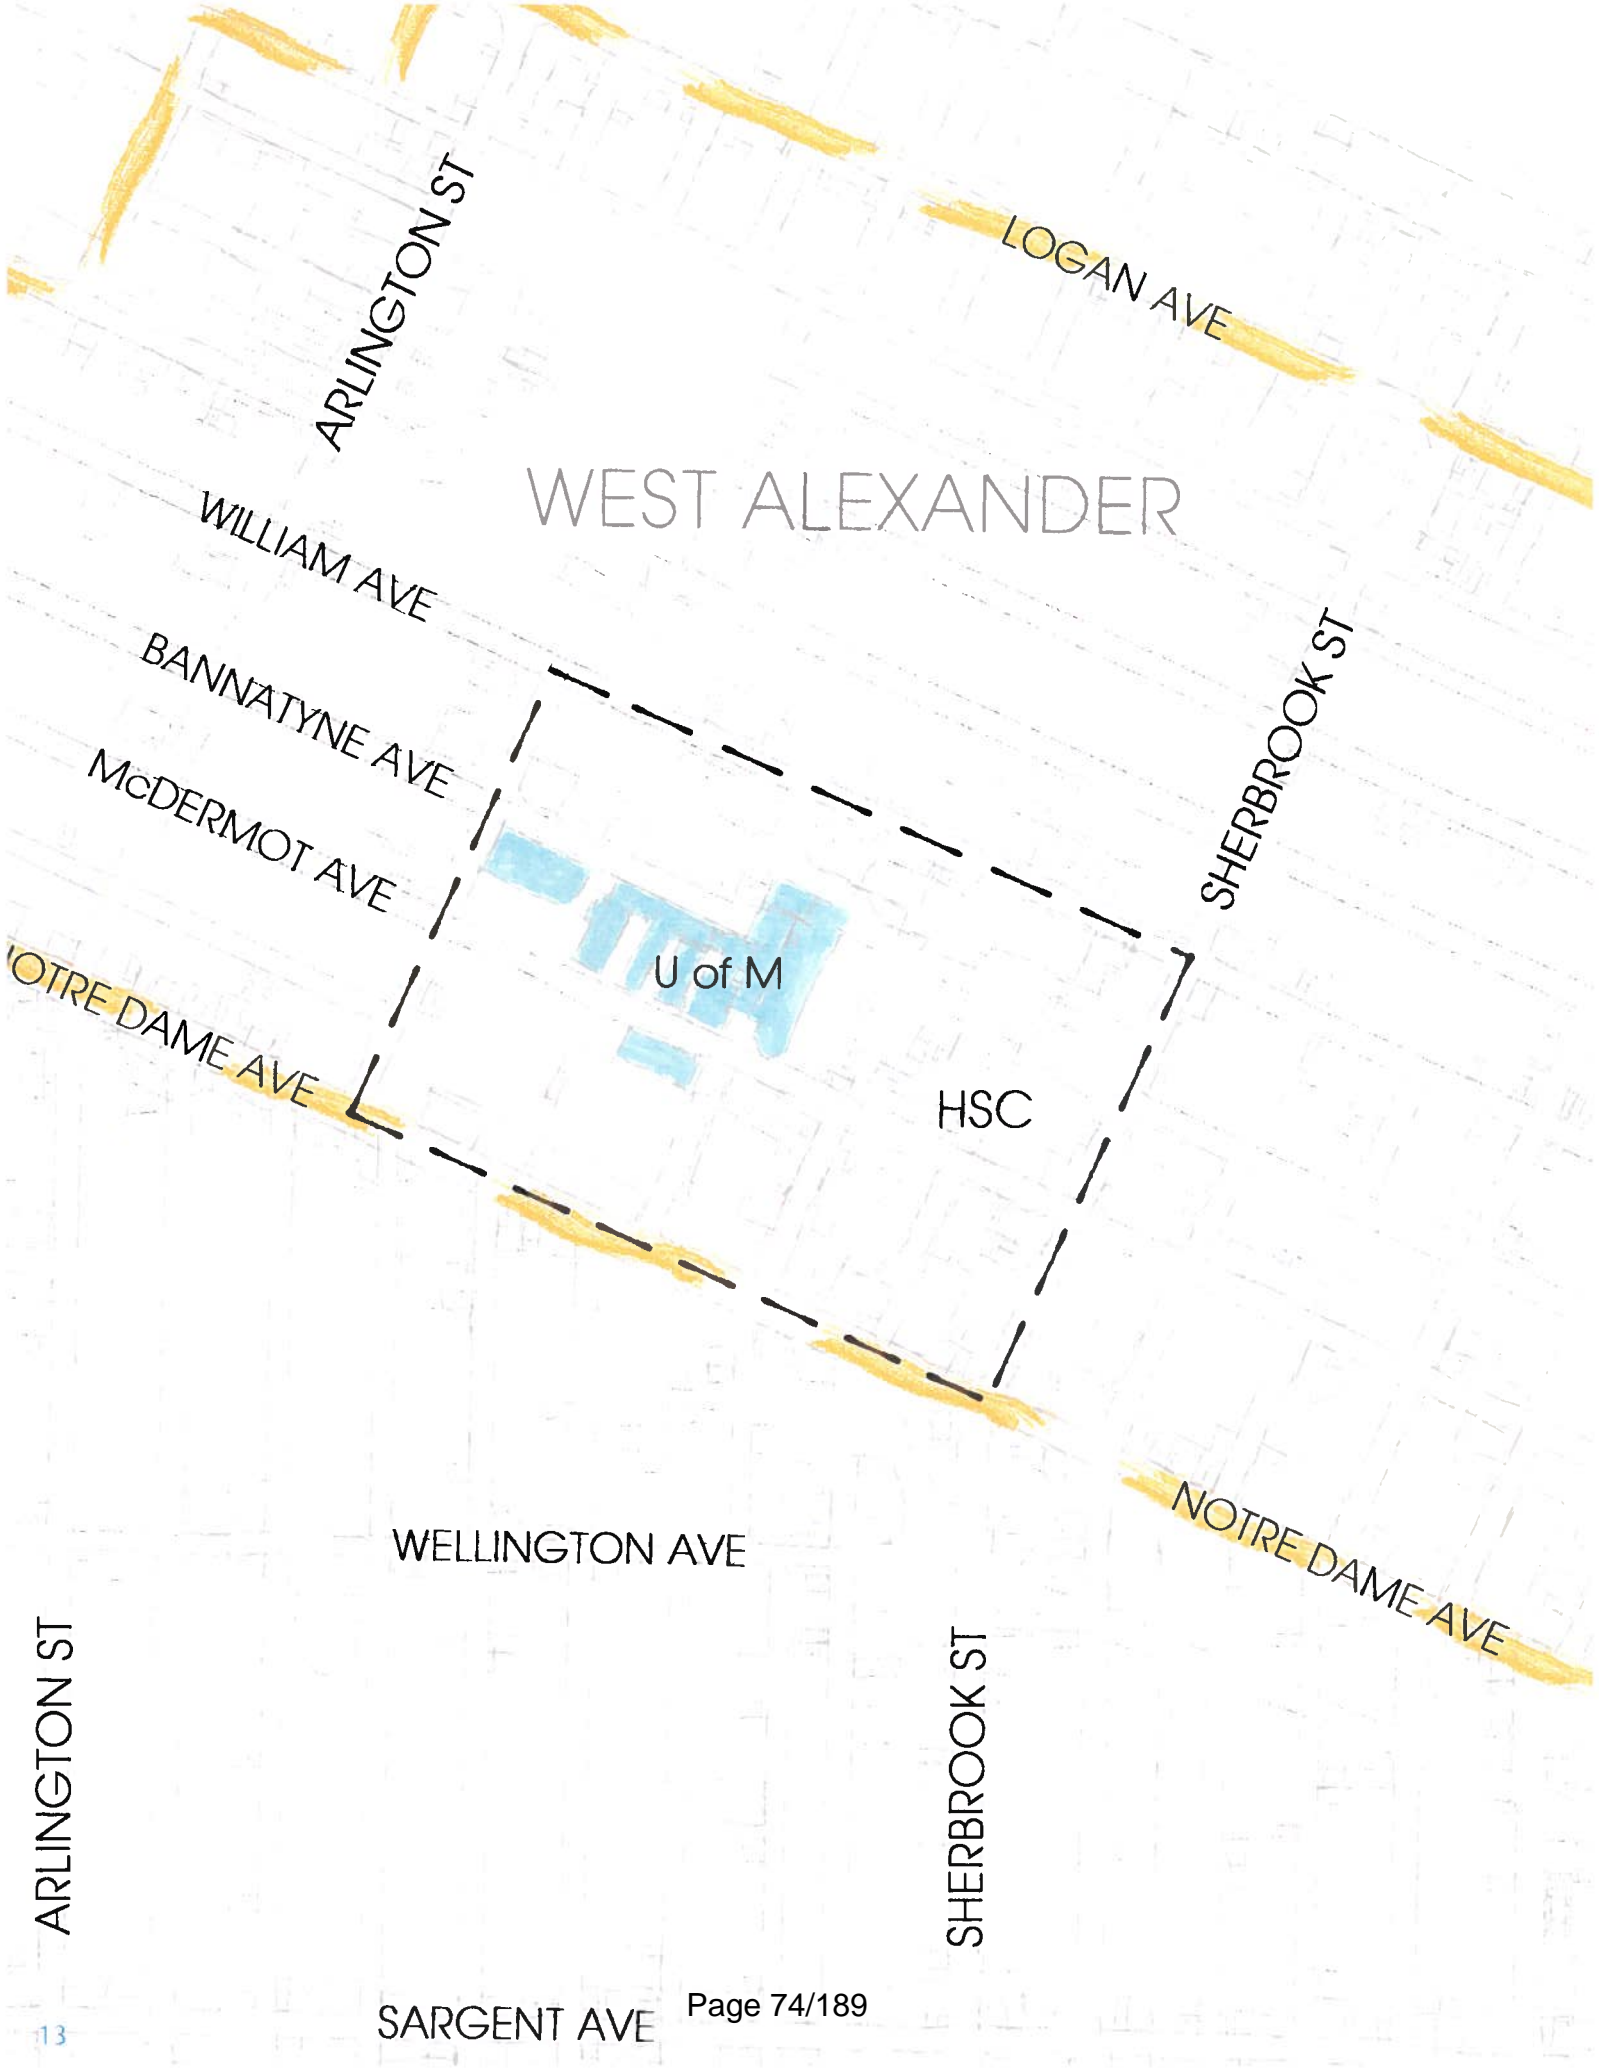 ARLINGTON ST
LOGAN AVE
WEST ALEXANDER
WILLIAM AVE
BANNATYNE AVE
McDERMOT AVE
SHERBROOK ST
OTRE DAME AVE
U of M
HSC
NOTRE DAME AVE
WELLINGTON AVE
ARLINGTON ST
SHERBROOK ST
SARGENT AVE
Page 74/189
13